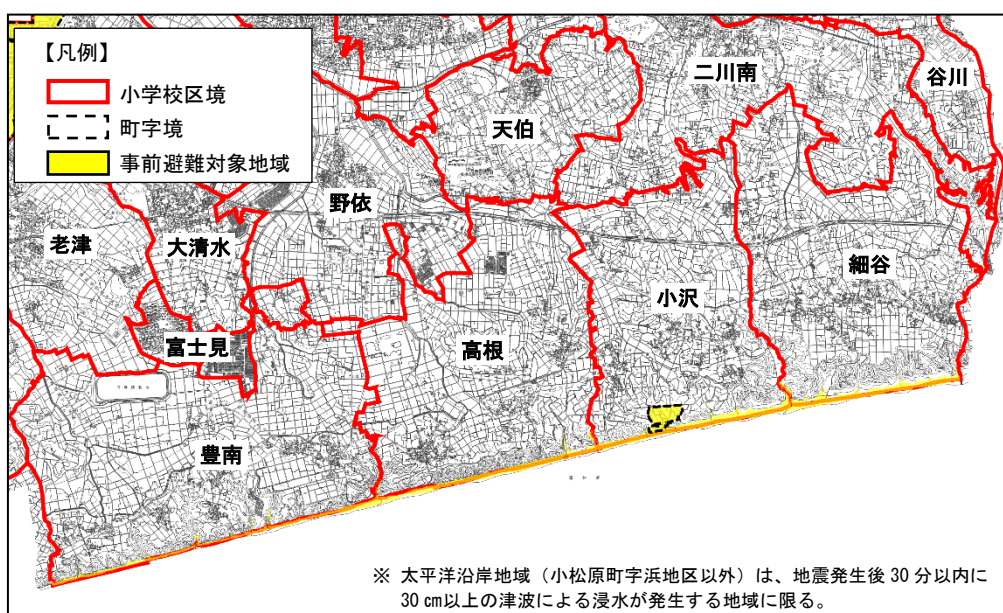 【凡例】
小学校区境
町字境
事前避難対象地域
二川南
谷川
天伯
野依
老津
大清水
細谷
小沢
富士見
高根
豊南
※ 太平洋沿岸地域（小松原町字浜地区以外）は、地震発生後 30 分以内に
30 ㎝以上の津波による浸水が発生する地域に限る。